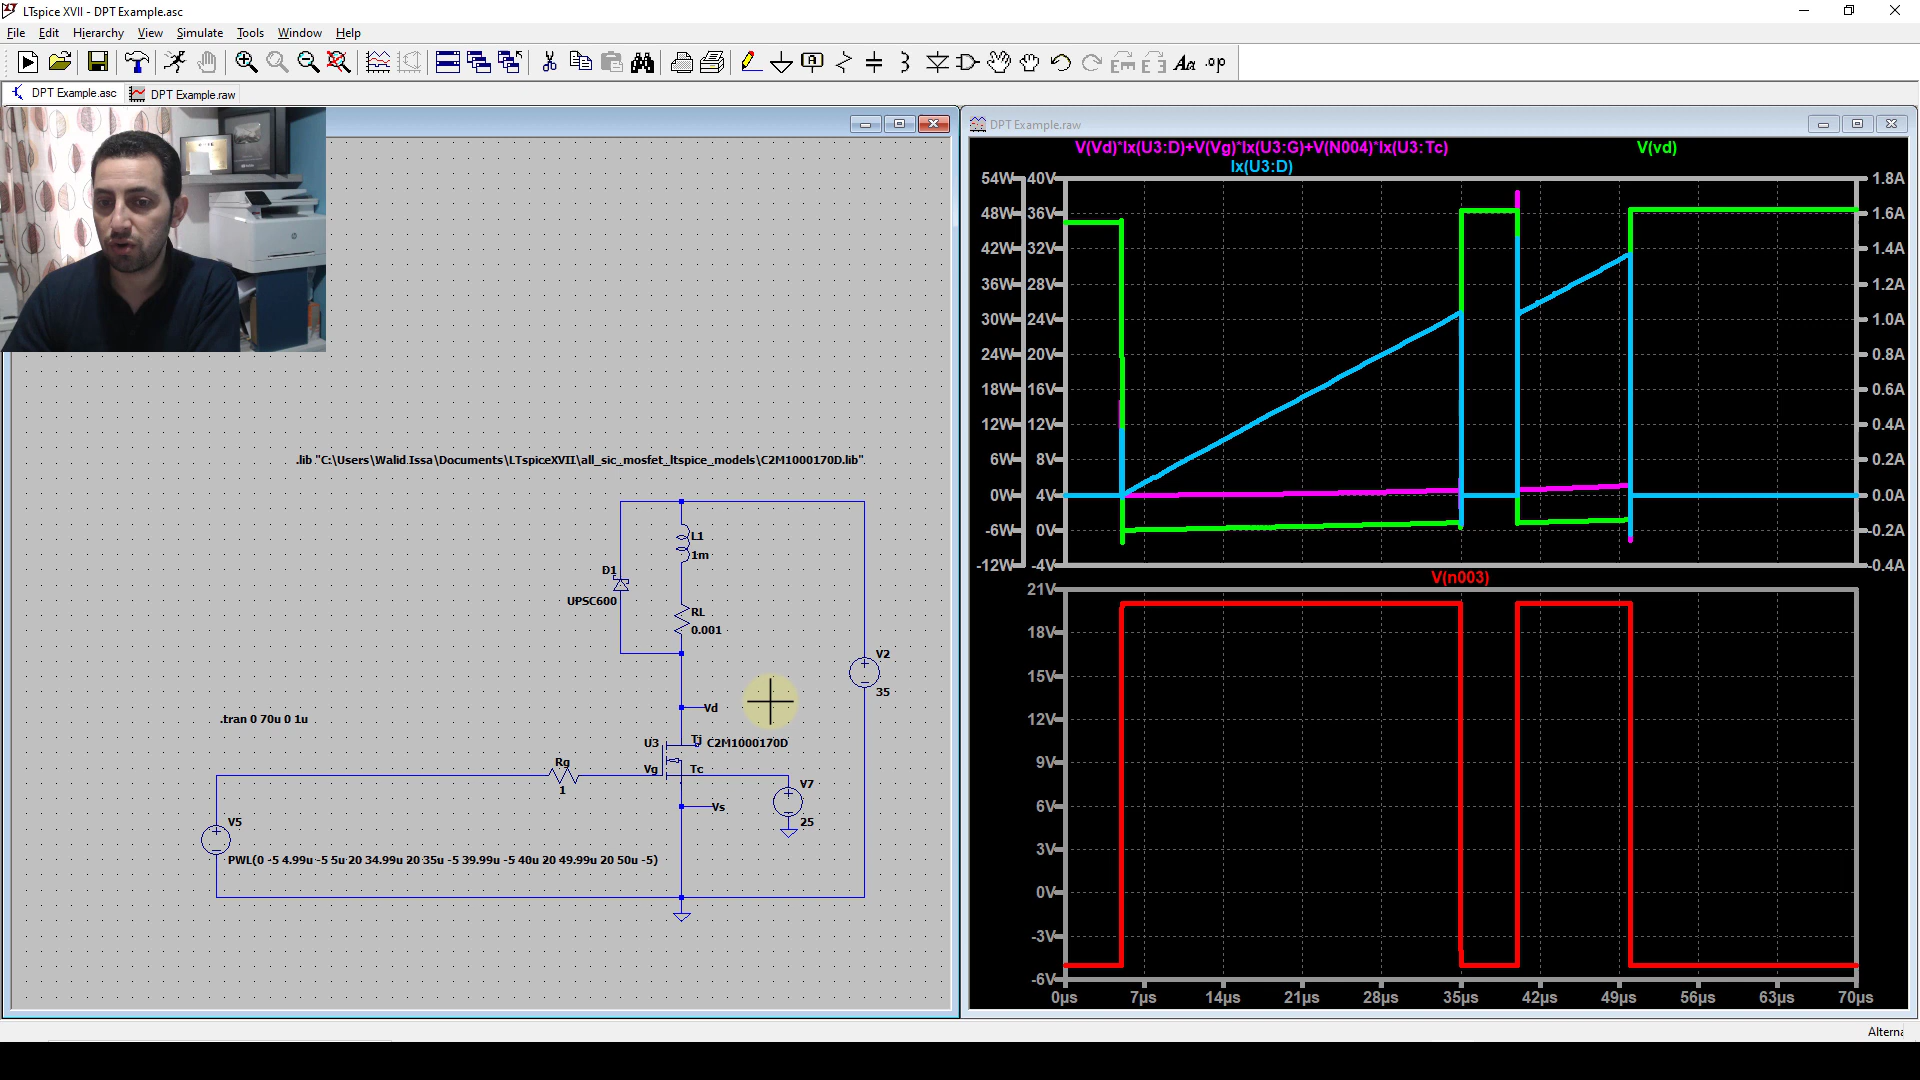 LTspice XVII - DPT Example.asc
File Edit Hierarchy View Simulate Tools Window Help
DPT Example.asc
DPT Example.raw
DPT Example.raw
V(Vd)*Ix(U3:D)+V(Vg)*Ix(U3:G)+V(N004)*Ix(U3:Tc)
V(vd)
Ix(U3:D)
54W 40V 1.8A
48W 36V 1.6A
42W 32V 1.4A
36W 28V 1.2A
30W 24V 1.0A
24W 20V 0.8A
18W 16V 0.6A
12W 12V 0.4A
6W 8V 0.2A
0W 4V 0.0A
-6W 0V -0.2A
-12W -4V -0.4A
V(n003)
21V
18V
15V
12V
9V
6V
3V
0V
-3V
-6V
0µs 7µs 14µs 21µs 28µs 35µs 42µs 49µs 56µs 63µs 70µs
.lib "C:\Users\Walid.Issa\Documents\LTspiceXVII\all_sic_mosfet_ltspice_models\C2M1000170D.lib"
L1
1m
D1
UPSC600
RL
0.001
V2
35
Vd
.tran 0 70u 0 1u
U3
Tj
C2M1000170D
Rg
1
Vg
Tc
V7
25
Vs
V5
PWL(0 -5 4.99u -5 5u 20 34.99u 20 35u -5 39.99u -5 40u 20 49.99u 20 50u -5)